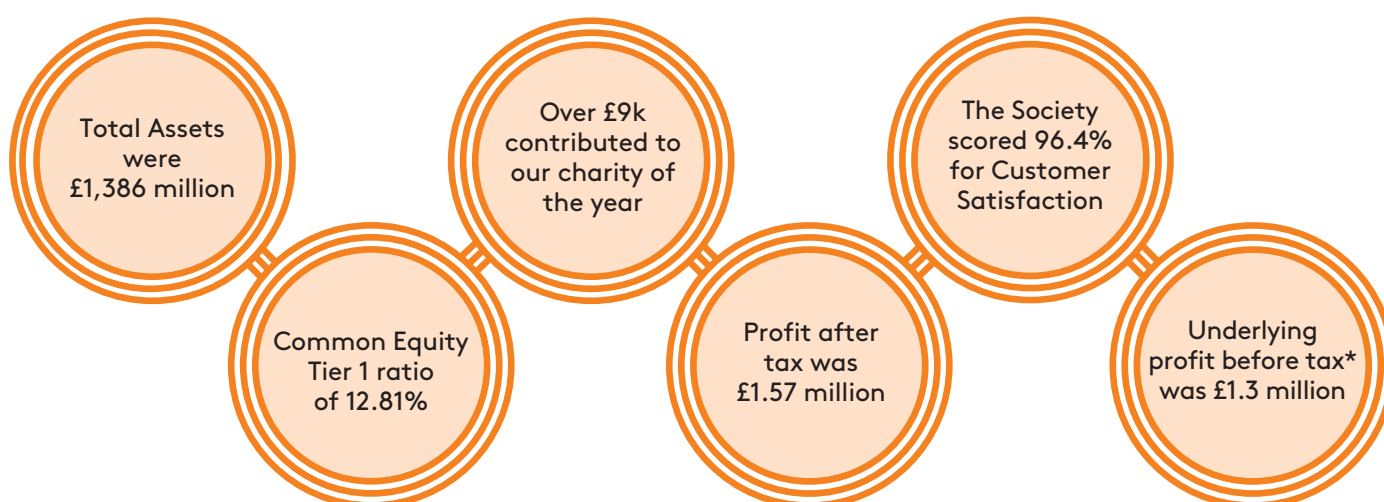 Total Assets
were
£1,386 million
Common Equity
Tier 1 ratio
of 12.81%
Over £9k
contributed to
our charity of
the year
Profit after
tax was
£1.57 million
The Society
scored 96.4%
for Customer
Satisfaction
Underlying
profit before tax*
was £1.3 million